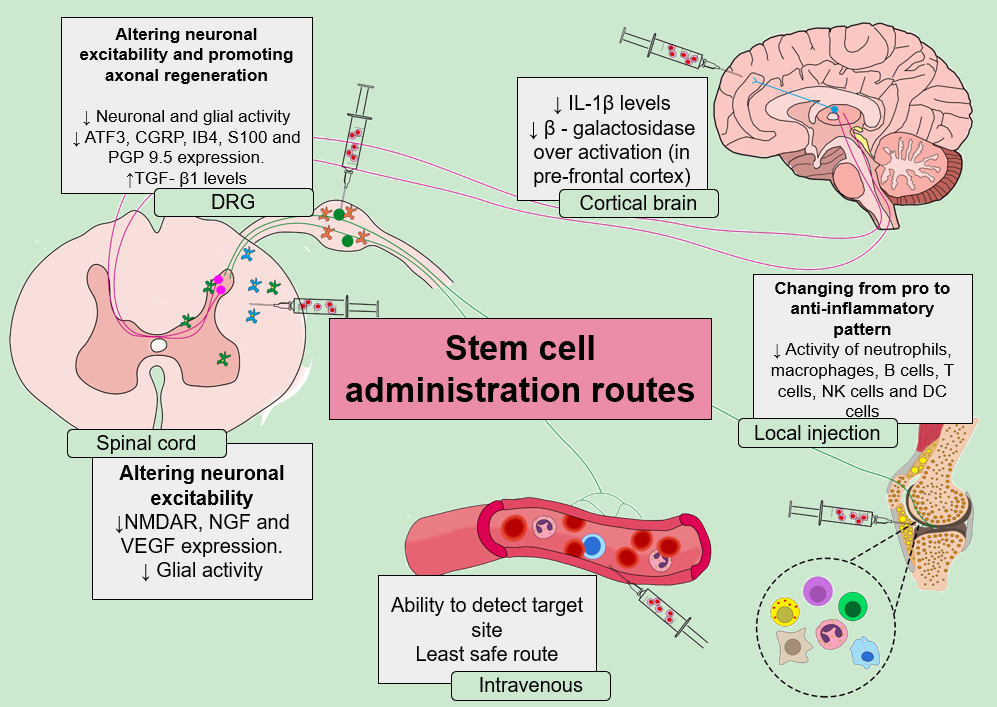 Altering neuronal
excitability and promoting
axonal regeneration
↓ Neuronal and glial activity
↓ ATF3, CGRP, IB4, S100 and
PGP 9.5 expression.
↑TGF- β1 levels
DRG
↓ IL-1β levels
↓ β - galactosidase
over activation (in
pre-frontal cortex)
Cortical brain
Changing from pro to
anti-inflammatory
pattern
↓ Activity of neutrophils,
macrophages, B cells, T
cells, NK cells and DC
cells
Local injection
Stem cell
administration routes
Spinal cord
Altering neuronal
excitability
↓NMDAR, NGF and
VEGF expression.
↓ Glial activity
Ability to detect target
site
Least safe route
Intravenous